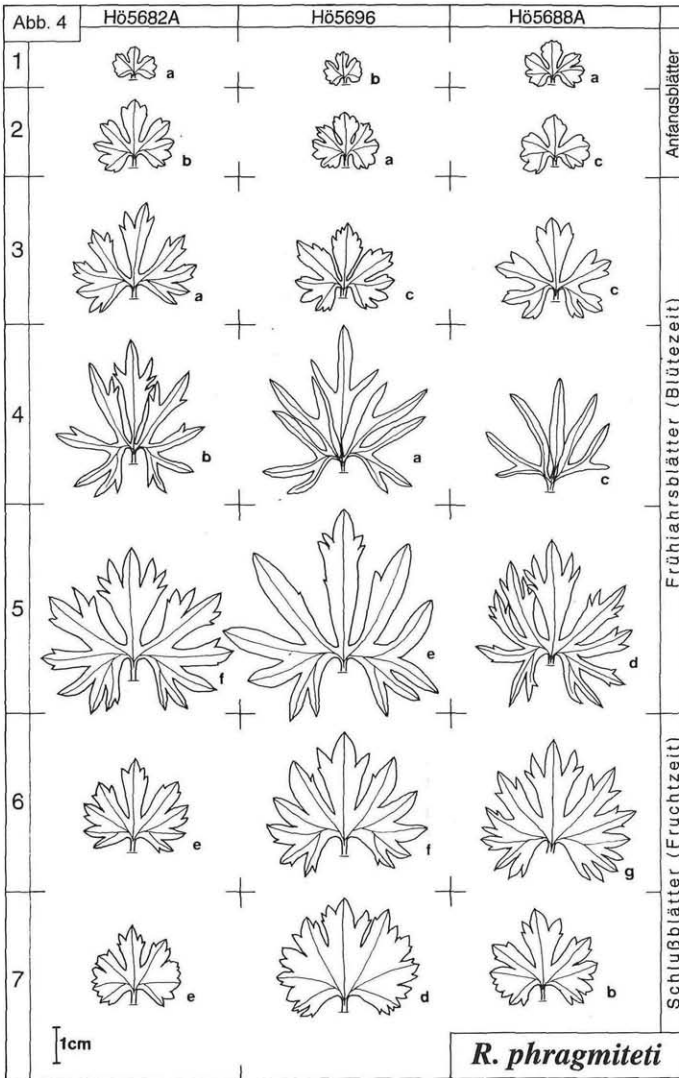 Abb. 4 Hö5682A Hö5696 Hö5688A
1 a b a
2 b a c
3 a c c
4 b a c
5 f e d
6 e f g
7 e d b
Anfangsblätter
Frühjahrsblätter (Blütezeit)
Schlußblätter (Fruchtzeit)
1cm
R. phragmiteti